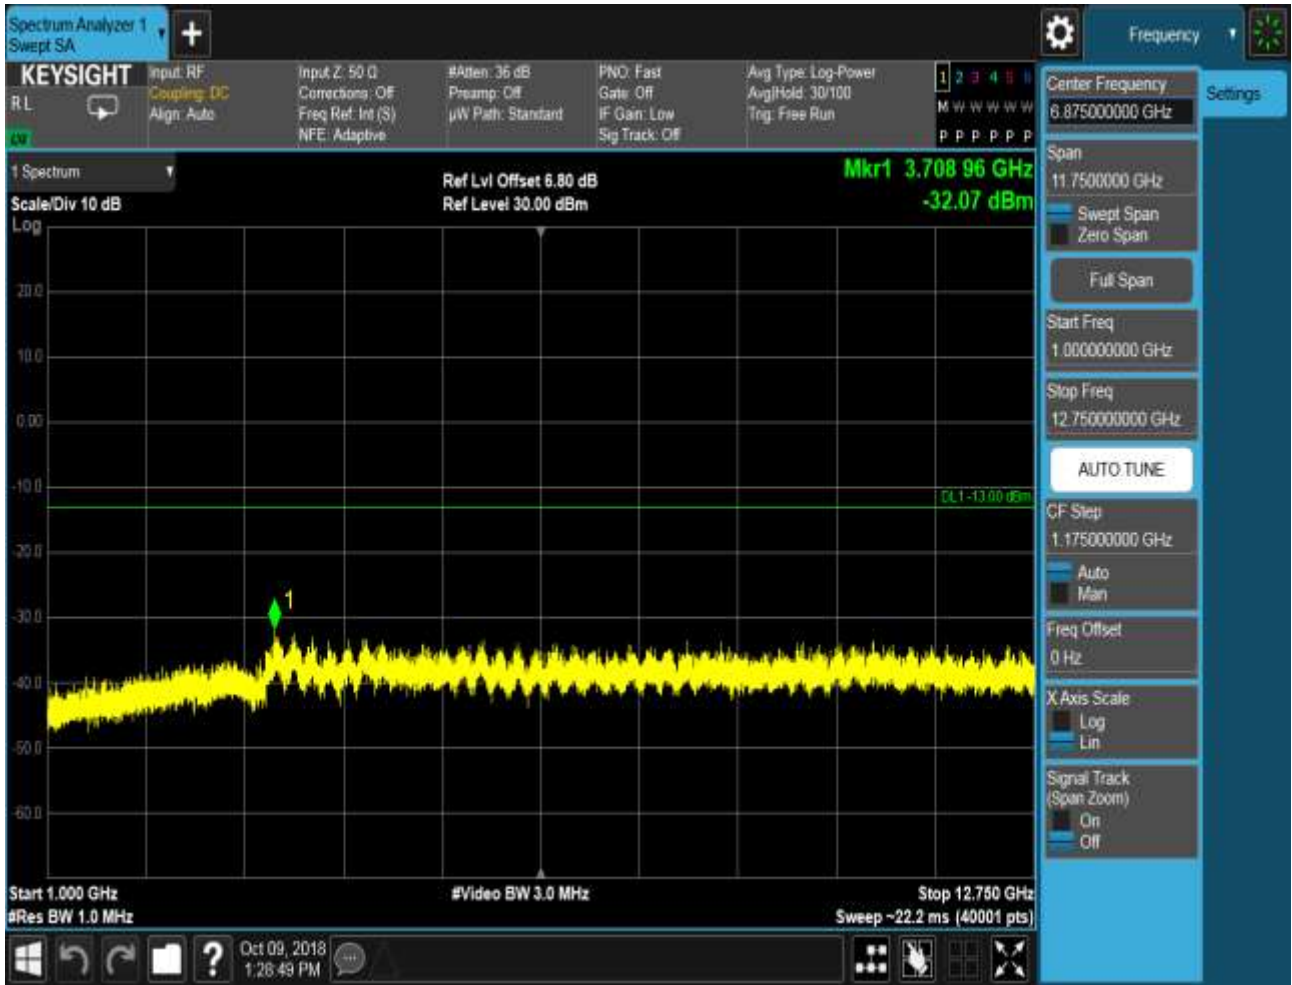 Spectrum Analyzer 1
Swept SA
+
Frequency
KEYSIGHT
RL
Input: RF
Coupling: DC
Align: Auto
Input Z: 50 Ω
Corrections: Off
Freq Ref: Int (S)
NFE: Adaptive
#Atten: 36 dB
Preamp: Off
µW Path: Standard
PNO: Fast
Gate: Off
IF Gain: Low
Sig Track: Off
Avg Type: Log-Power
Avg|Hold: 30/100
Trig: Free Run
1 2 3 4 5 6
M W W W W W
P P P P P P
1 Spectrum
Scale/Div 10 dB
Log
Ref Lvl Offset 6.80 dB
Ref Level 30.00 dBm
Mkr1 3.708 96 GHz
-32.07 dBm
20.0
10.0
0.00
-10.0
-20.0
-30.0
-40.0
-50.0
-60.0
DL1 -13.00 dBm
1
Start 1.000 GHz
#Res BW 1.0 MHz
#Video BW 3.0 MHz
Stop 12.750 GHz
Sweep ~22.2 ms (40001 pts)
Center Frequency
6.875000000 GHz
Settings
Span
11.7500000 GHz
Swept Span
Zero Span
Full Span
Start Freq
1.000000000 GHz
Stop Freq
12.750000000 GHz
AUTO TUNE
CF Step
1.175000000 GHz
Auto
Man
Freq Offset
0 Hz
X Axis Scale
Log
Lin
Signal Track
(Span Zoom)
On
Off
?
Oct 09, 2018
1:28:49 PM